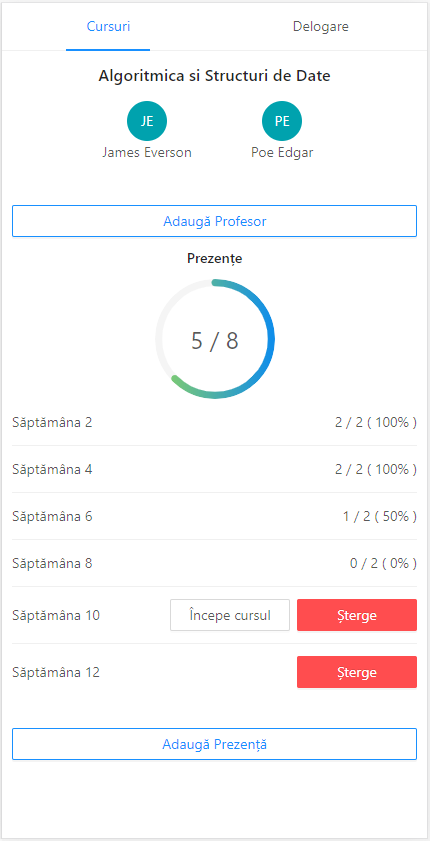 Cursuri Delogare
Algoritmica si Structuri de Date
JE PE
James Everson Poe Edgar
Adaugă Profesor
Prezențe
5 / 8
Săptămâna 2 2 / 2 ( 100% )
Săptămâna 4 2 / 2 ( 100% )
Săptămâna 6 1 / 2 ( 50% )
Săptămâna 8 0 / 2 ( 0% )
Săptămâna 10 Începe cursul Șterge
Săptămâna 12 Șterge
Adaugă Prezență